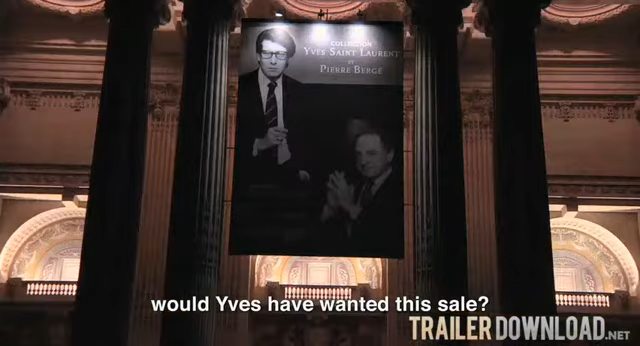 COLLECTION
YVES SAINT LAURENT
ET
PIERRE BERGÉ
would Yves have wanted this sale?
TRAILERDOWNLOAD.NET